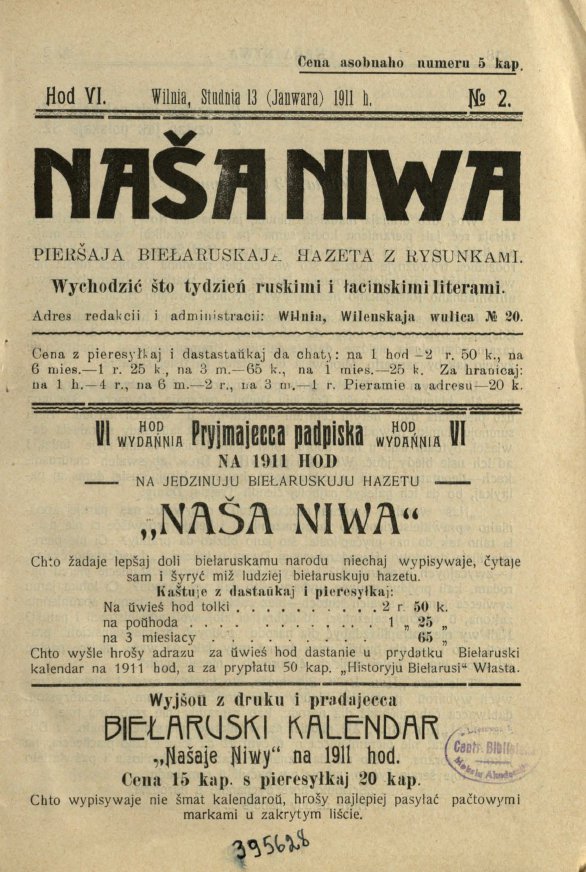 Cena asobnaho numeru 5 kap.
Hod VI. Wilnia, Studnia 13 (Janwara) 1911 h. № 2.
NAŠA NIWA
PIERŠAJA BIEŁARUSKAJA HAZETA Z RYSUNKAMI.
Wychodzić što tydzień ruskimi i łacinskimi literami.
Adres redakcii i administracii: Wilnia, Wilenskaja wulica № 20.
Cena z pieresyłkaj i dastastaŭkaj da chaty: na 1 hod—2 r. 50 k., na
6 mies.—1 r. 25 k, na 3 m.—65 k., na 1 mies.—25 k. Za hranicaj:
na 1 h.—4 r., na 6 m.—2 r., na 3 m.—1 r. Pieramie a adresu—20 k.
VI HOD WYDAŃNIA Pryjmajecca padpiska HOD WYDAŃNIA VI
NA 1911 HOD
NA JEDZINUJU BIEŁARUSKUJU HAZETU
„NAŠA NIWA“
Chto žadaje lepšaj doli biełaruskamu narodu niechaj wypisywaje, čytaje
sam i šyryć miž ludziej biełaruskuju hazetu.
Kaštuje z dastaŭkaj i pieresyłkaj:
Na ŭwieś hod tolki . . . . . . . . . . 2 r. 50 k.
na poŭhoda . . . . . . . . . . . . . 1 „ 25 „
na 3 miesiacy . . . . . . . . . . . . 65 „
Chto wyšle hrošy adrazu za ŭwieś hod dastanie u prydatku Biełaruski
kalendar na 1911 hod, a za prypłatu 50 kap. „Historyju Biełarusi“ Własta.
Wyjšoŭ z druku i pradajecca
BIEŁARUSKI KALENDAR
„Našaje Niwy“ na 1911 hod.
Cena 15 kap. s pieresyłkaj 20 kap.
Chto wypisywaje nie šmat kalendaroŭ, hrošy najlepiej pasyłać pačtowymi
markami u zakrytym liście.
Centr. Biblioteka
395628